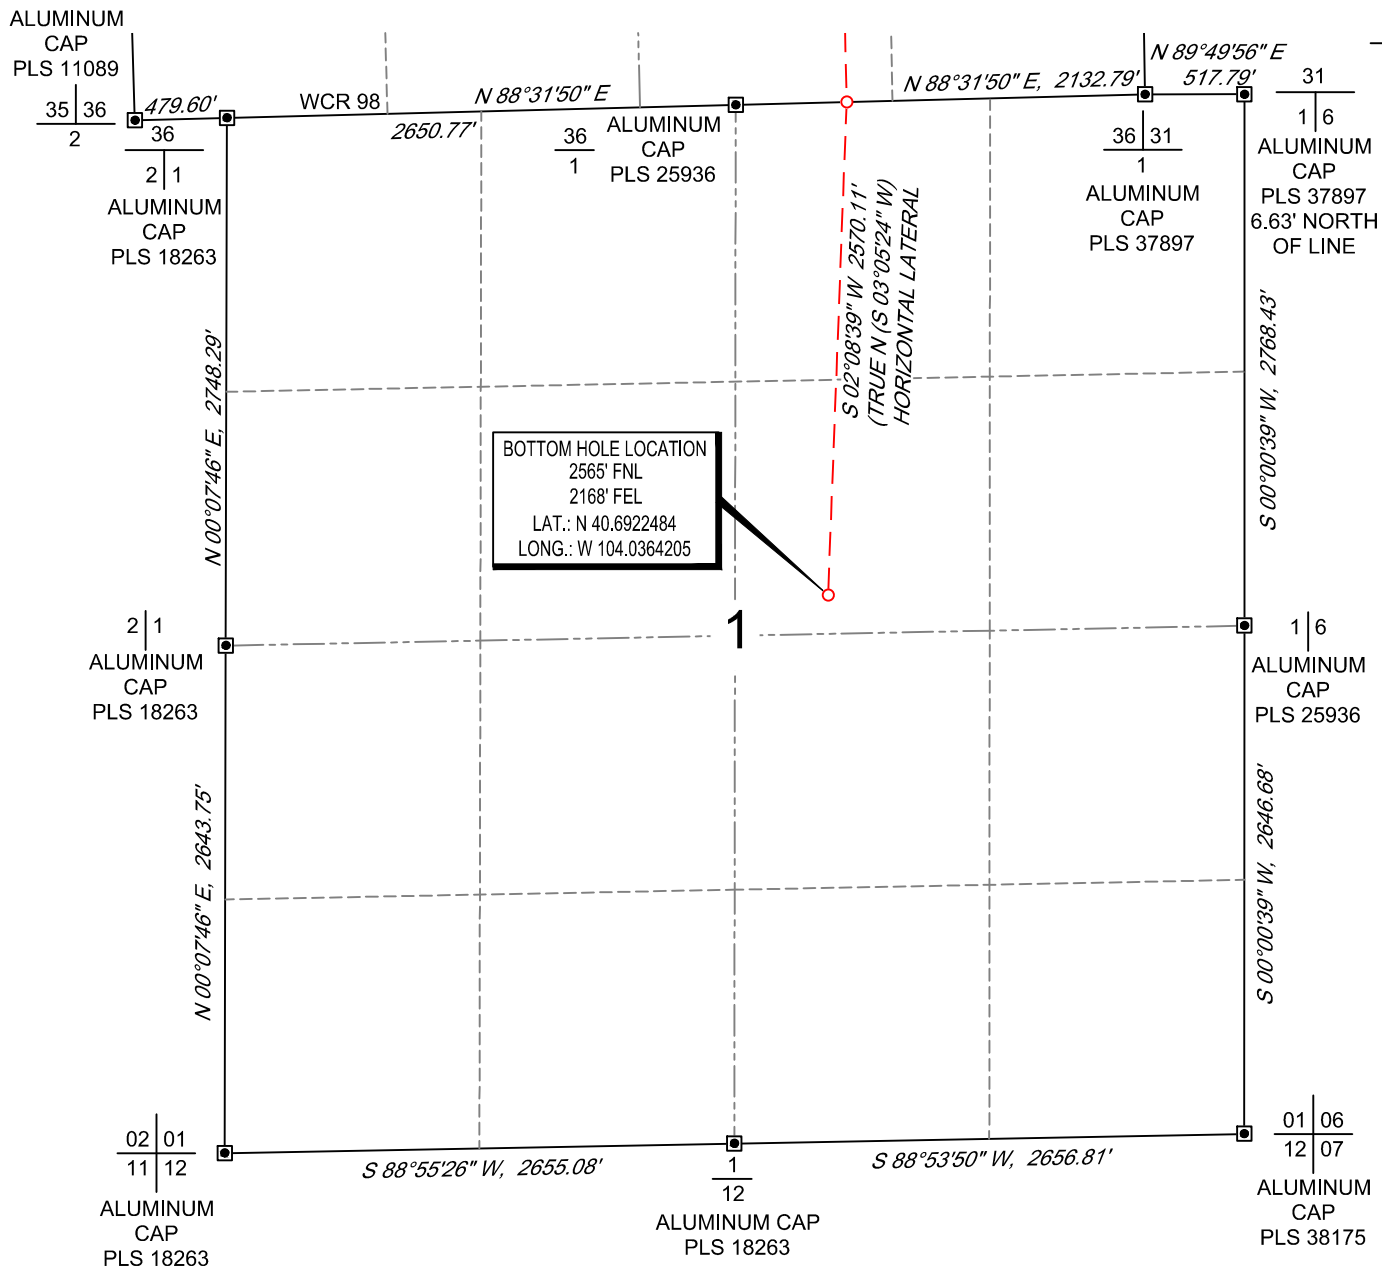 ALUMINUM
CAP
PLS 11089
35 36
2
479.60'
WCR 98
N 88°31'50" E
2650.77'
36
1
ALUMINUM
CAP
PLS 25936
N 88°31'50" E, 2132.79'
N 89°49'56" E
517.79'
31
1 6
ALUMINUM
CAP
PLS 37897
6.63' NORTH
OF LINE
36
2 1
ALUMINUM
CAP
PLS 18263
36 31
1
ALUMINUM
CAP
PLS 37897
S 02°08'39" W 2570.11'
(TRUE N (S 03°05'24" W)
HORIZONTAL LATERAL
N 00°07'46" E, 2748.29'
S 00°00'39" W, 2768.43'
BOTTOM HOLE LOCATION
2565' FNL
2168' FEL
LAT.: N 40.6922484
LONG.: W 104.0364205
1
2 1
ALUMINUM
CAP
PLS 18263
1 6
ALUMINUM
CAP
PLS 25936
N 00°07'46" E, 2643.75'
S 00°00'39" W, 2646.68'
02 01
11 12
ALUMINUM
CAP
PLS 18263
S 88°55'26" W, 2655.08'
1
12
ALUMINUM CAP
PLS 18263
S 88°53'50" W, 2656.81'
01 06
12 07
ALUMINUM
CAP
PLS 38175